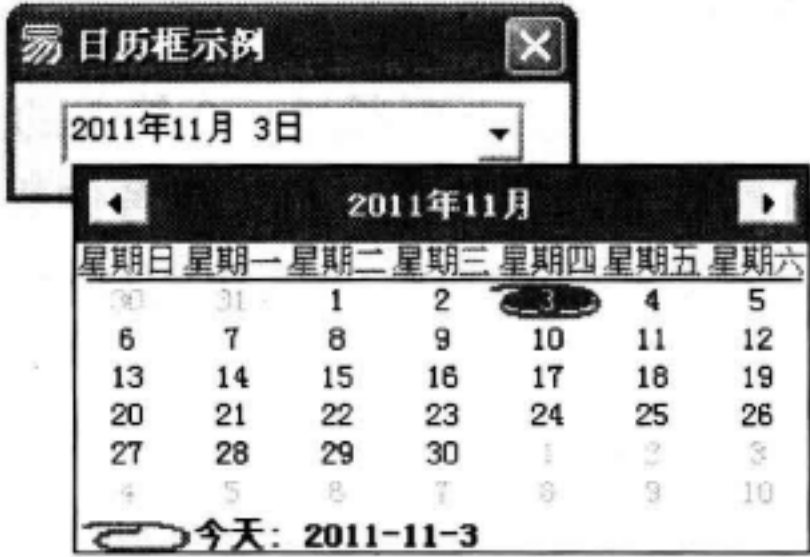 易 日历框示例
2011年11月 3日
2011年11月
星期日 星期一 星期二 星期三 星期四 星期五 星期六
30 31 1 2 3 4 5
6 7 8 9 10 11 12
13 14 15 16 17 18 19
20 21 22 23 24 25 26
27 28 29 30 1 2 3
4 5 6 7 8 9 10
今天: 2011-11-3